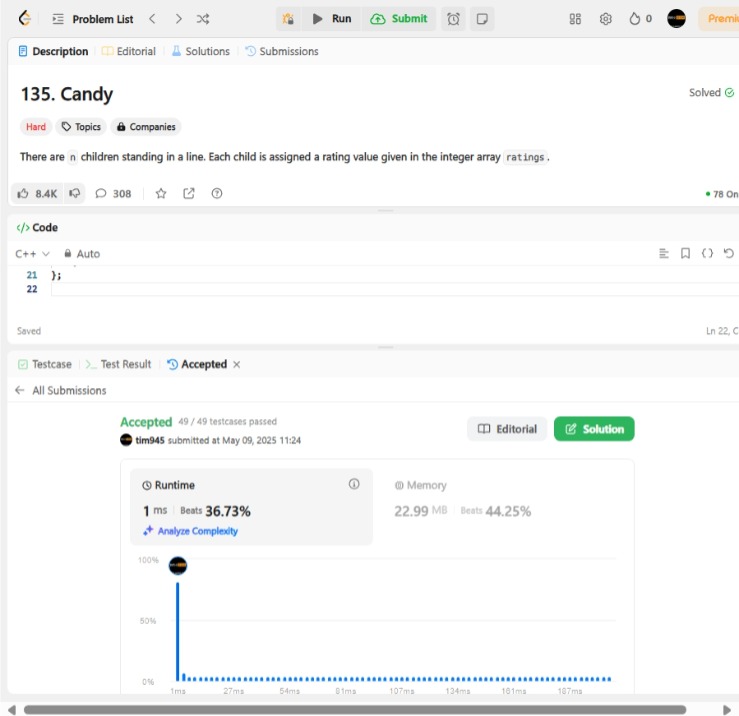 Problem List Run Submit 0 Premi
Description Editorial Solutions Submissions
135. Candy Solved
Hard Topics Companies
There are n children standing in a line. Each child is assigned a rating value given in the integer array ratings.
8.4K 308 78 On
</> Code
C++ Auto
21 };
22
Saved Ln 22, C
Testcase >_ Test Result Accepted ×
← All Submissions
Accepted 49 / 49 testcases passed
tim945 submitted at May 09, 2025 11:24
Editorial Solution
Runtime
1 ms | Beats 36.73%
Analyze Complexity
Memory
22.99 MB Beats 44.25%
100%
50%
0%
1ms 27ms 54ms 81ms 107ms 134ms 161ms 187ms